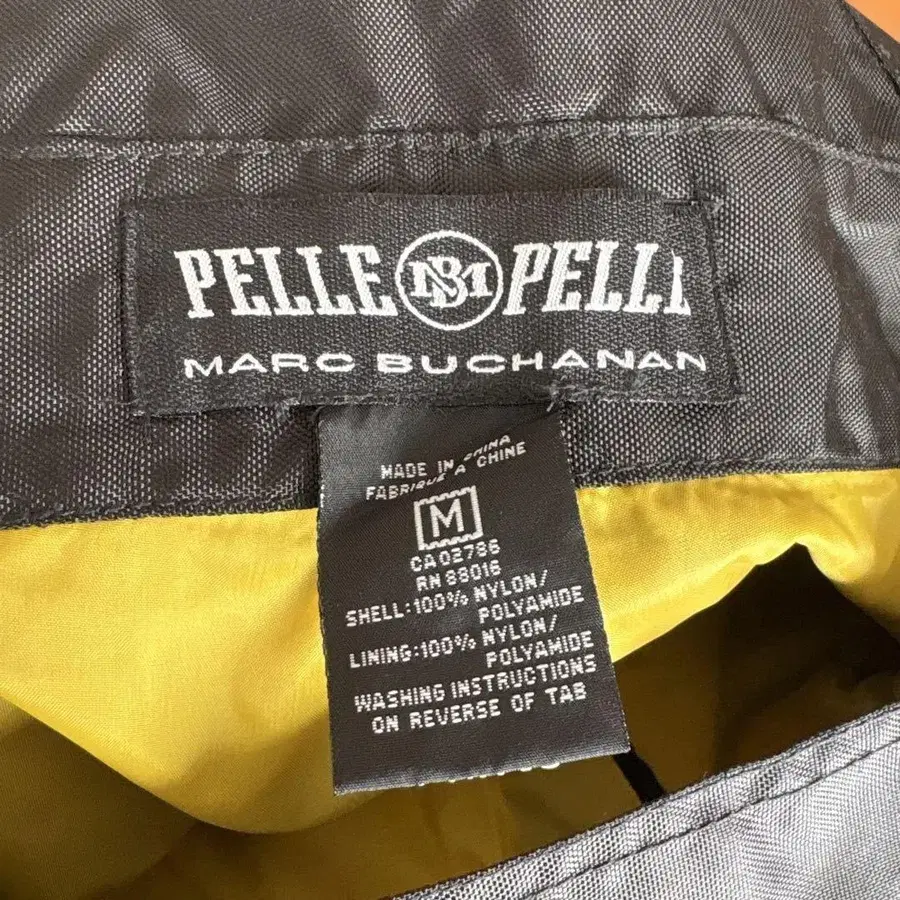 PELLE MB PELLE
MARC BUCHANAN
MADE IN CHINA
FABRIQUE A CHINE
M
CA 02786
RN 88016
SHELL:100% NYLON/
POLYAMIDE
LINING:100% NYLON/
POLYAMIDE
WASHING INSTRUCTIONS
ON REVERSE OF TAB